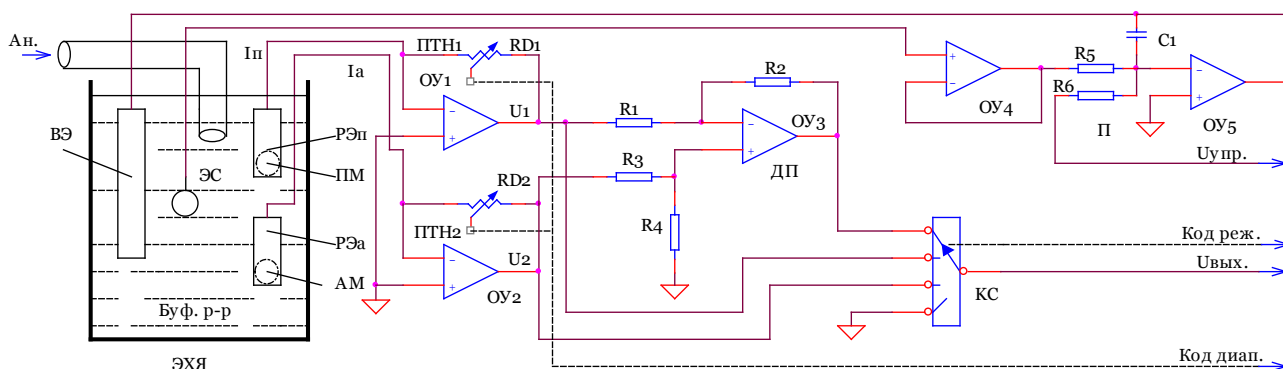 Ан.
Iп
Iа
ПТН1
RD1
ОУ1
U1
ВЭ
ЭС
РЭп
ПМ
РЭа
АМ
Буф. р-р
ЭХЯ
ПТН2
RD2
U2
ОУ2
R1
R2
R3
R4
ОУ3
ДП
ОУ4
R5
R6
C1
П
ОУ5
Uупр.
Код реж.
Uвых.
КС
Код диап.